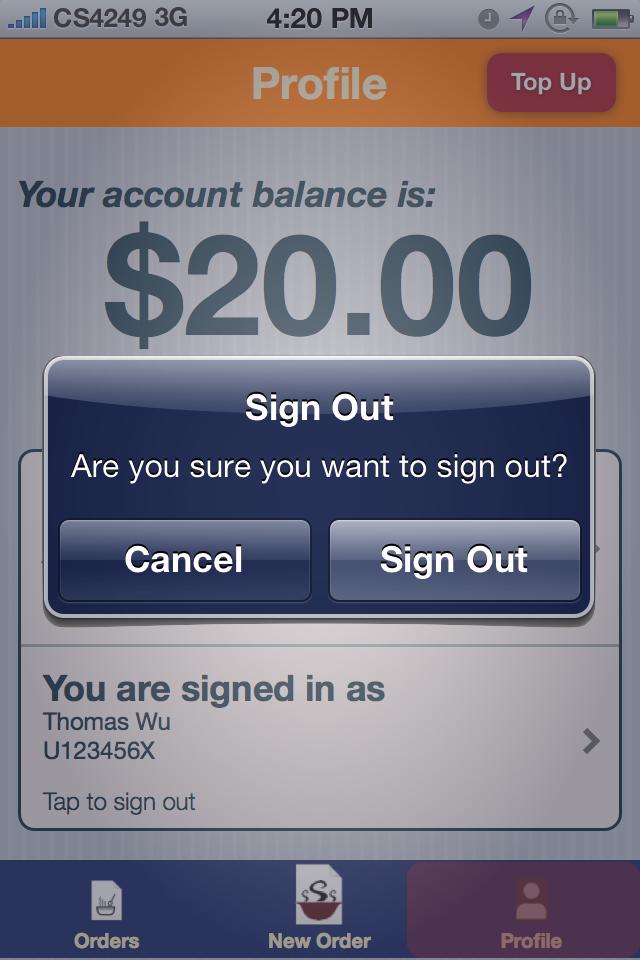 CS4249 3G 4:20 PM
Profile
Top Up
Your account balance is:
$20.00
Sign Out
Are you sure you want to sign out?
Cancel
Sign Out
You are signed in as
Thomas Wu
U123456X
Tap to sign out
Orders
New Order
Profile